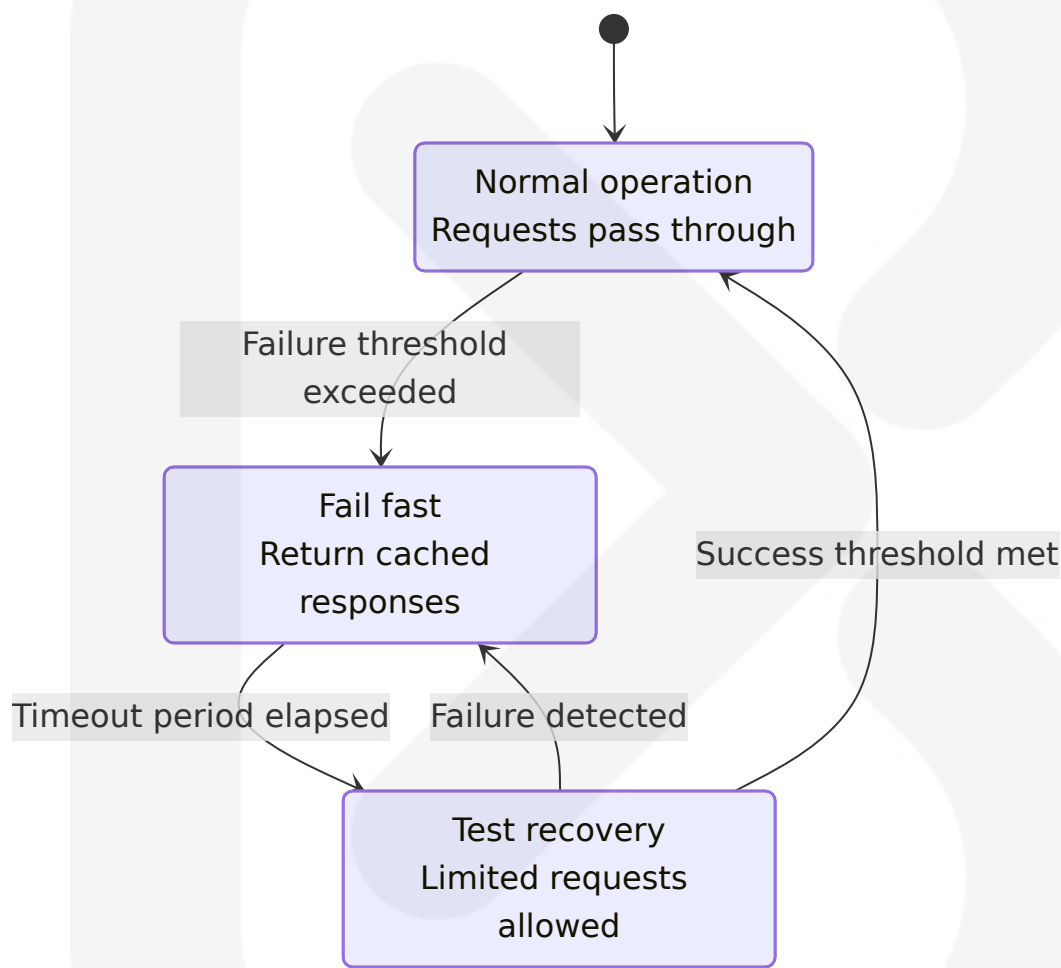 Normal operation
Requests pass through
Failure threshold
exceeded
Fail fast
Return cached
responses
Success threshold met
Timeout period elapsed
Failure detected
Test recovery
Limited requests
allowed